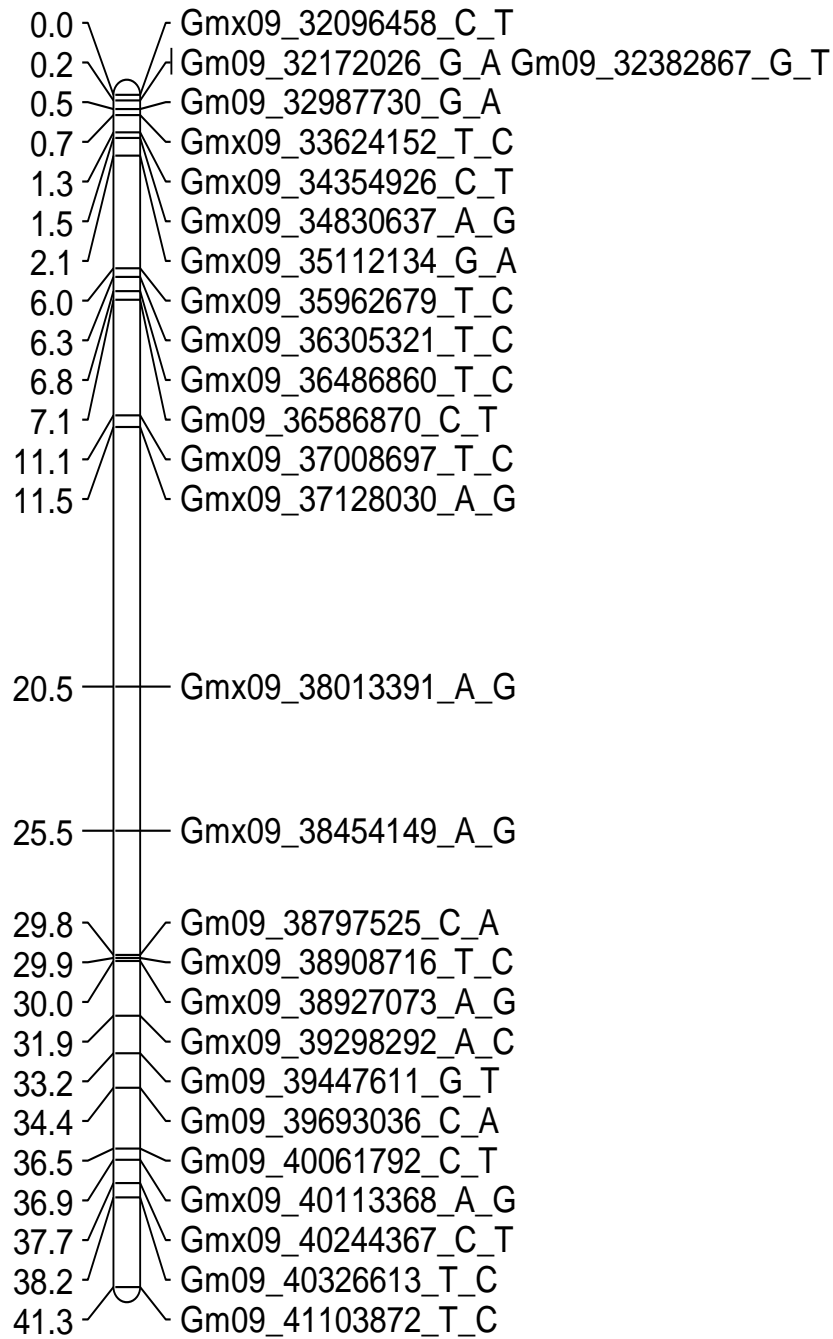 0.0 Gmx09_32096458_C_T
0.2 Gm09_32172026_G_A Gm09_32382867_G_T
0.5 Gm09_32987730_G_A
0.7 Gmx09_33624152_T_C
1.3 Gmx09_34354926_C_T
1.5 Gmx09_34830637_A_G
2.1 Gmx09_35112134_G_A
6.0 Gmx09_35962679_T_C
6.3 Gmx09_36305321_T_C
6.8 Gmx09_36486860_T_C
7.1 Gm09_36586870_C_T
11.1 Gmx09_37008697_T_C
11.5 Gmx09_37128030_A_G
20.5 Gmx09_38013391_A_G
25.5 Gmx09_38454149_A_G
29.8 Gm09_38797525_C_A
29.9 Gmx09_38908716_T_C
30.0 Gmx09_38927073_A_G
31.9 Gmx09_39298292_A_C
33.2 Gm09_39447611_G_T
34.4 Gm09_39693036_C_A
36.5 Gm09_40061792_C_T
36.9 Gmx09_40113368_A_G
37.7 Gmx09_40244367_C_T
38.2 Gm09_40326613_T_C
41.3 Gm09_41103872_T_C